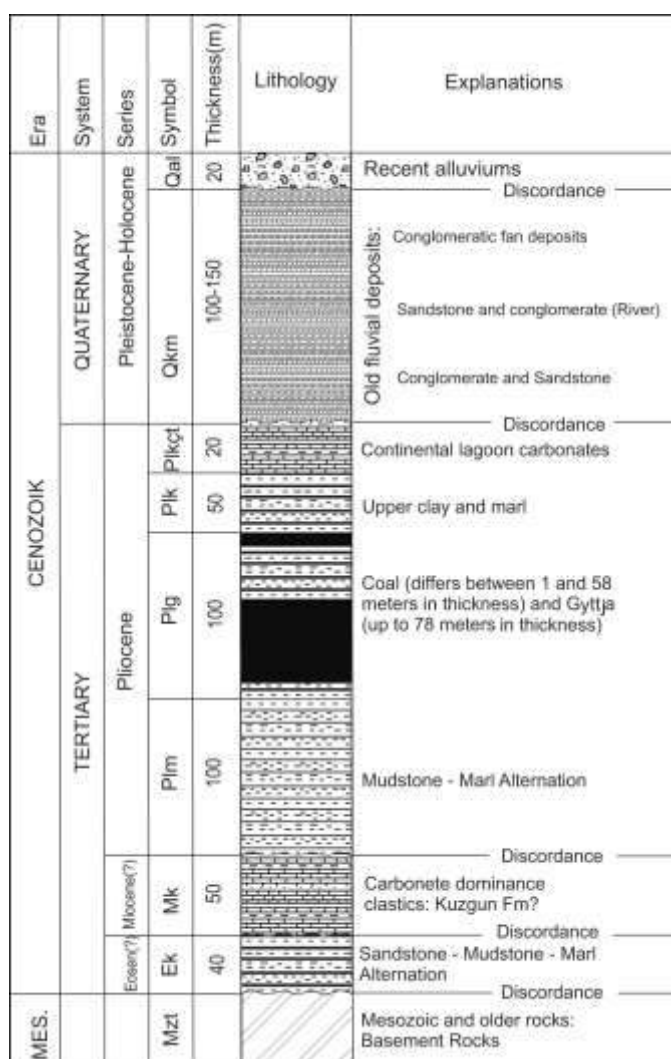 Era
System
Series
Symbol
Thickness(m)
Lithology
Explanations
CENOZOIK
QUATERNARY
Pleistocene-Holocene
Qal
20
Recent alluviums
Discordance
Qkm
100-150
Old fluvial deposits:
Conglomeratic fan deposits
Sandstone and conglomerate (River)
Conglomerate and Sandstone
Discordance
TERTIARY
Pliocene
Plkçt
20
Continental lagoon carbonates
Plk
50
Upper clay and marl
Plg
100
Coal (differs between 1 and 58
meters in thickness) and Gyttja
(up to 78 meters in thickness)
Plm
100
Mudstone - Marl Alternation
Discordance
Miocene(?)
Mk
50
Carbonete dominance
clastics: Kuzgun Fm?
Discordance
Eosen(?)
Ek
40
Sandstone - Mudstone - Marl
Alternation
Discordance
MES.
Mzt
Mesozoic and older rocks:
Basement Rocks